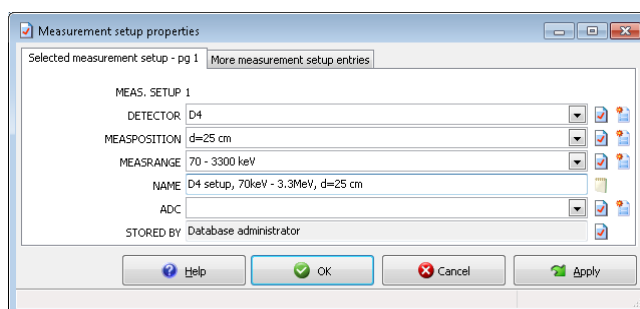 Measurement setup properties
Selected measurement setup - pg 1 More measurement setup entries
MEAS. SETUP 1
DETECTOR D4
MEASPOSITION d=25 cm
MEASRANGE 70 - 3300 keV
NAME D4 setup, 70keV - 3.3MeV, d=25 cm
ADC
STORED BY Database administrator
Help OK Cancel Apply